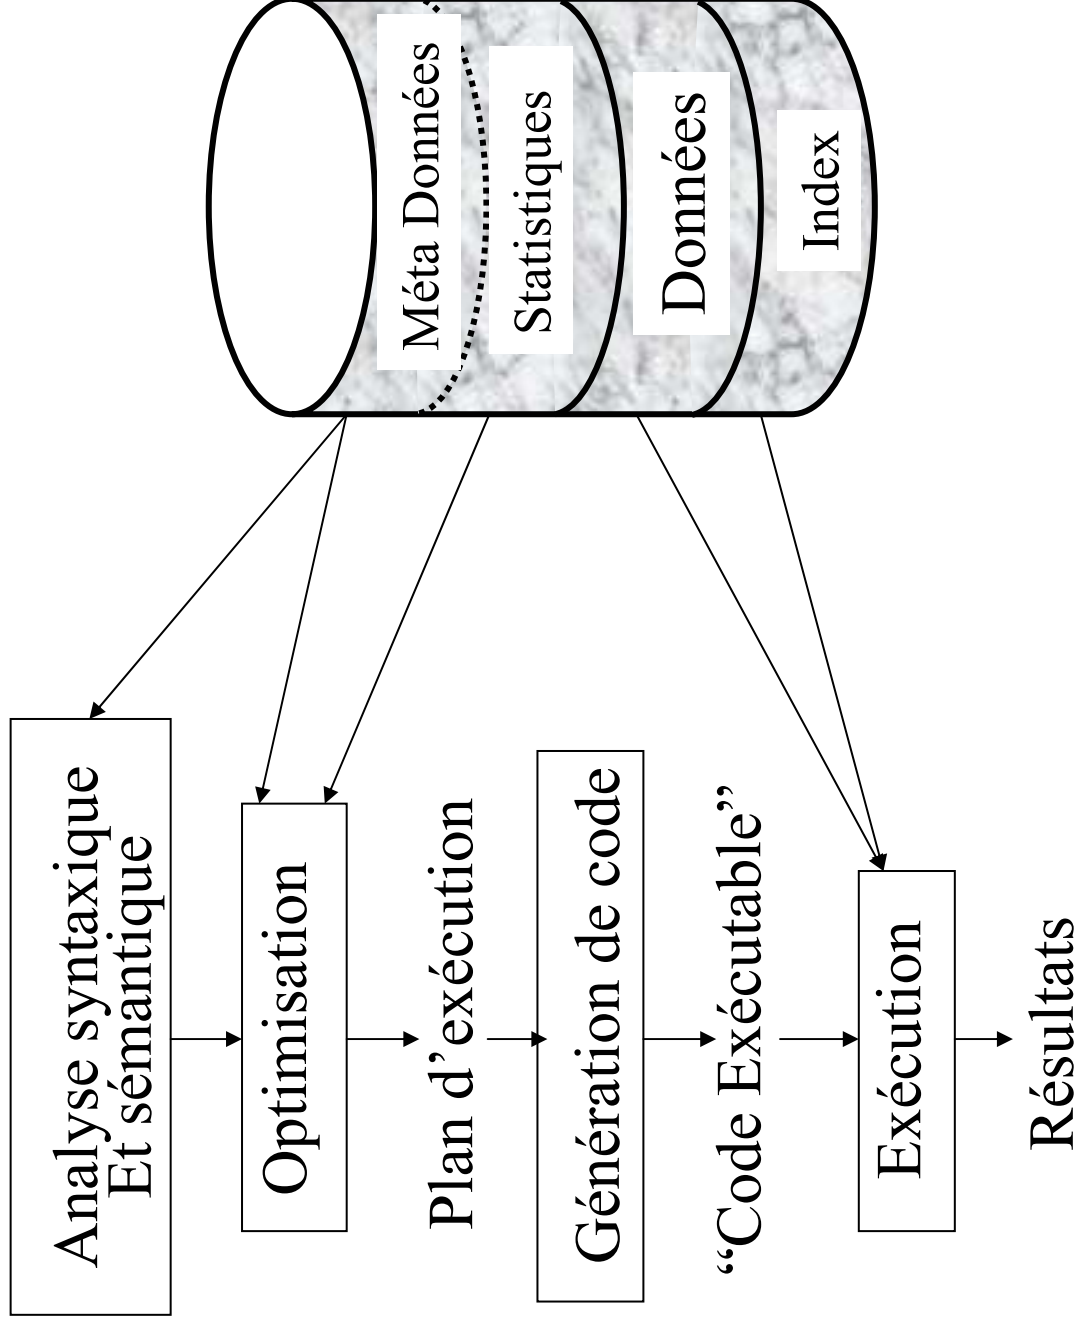 Analyse syntaxique
Et sémantique
Optimisation
Plan d’exécution
Génération de code
“Code Exécutable”
Exécution
Résultats
Méta Données
Statistiques
Données
Index